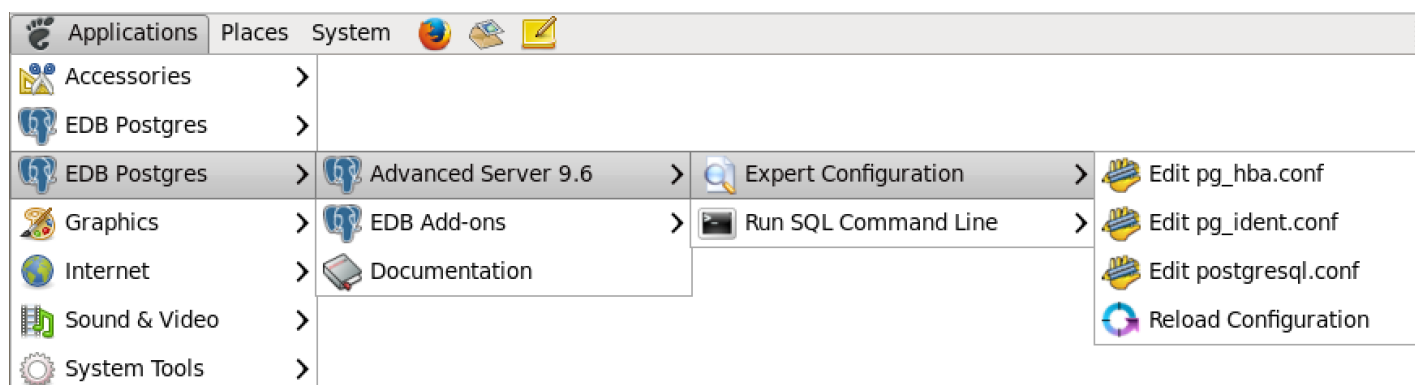 Applications Places System
Accessories
EDB Postgres
EDB Postgres
Graphics
Internet
Sound & Video
System Tools
Advanced Server 9.6
EDB Add-ons
Documentation
Expert Configuration
Run SQL Command Line
Edit pg_hba.conf
Edit pg_ident.conf
Edit postgresql.conf
Reload Configuration